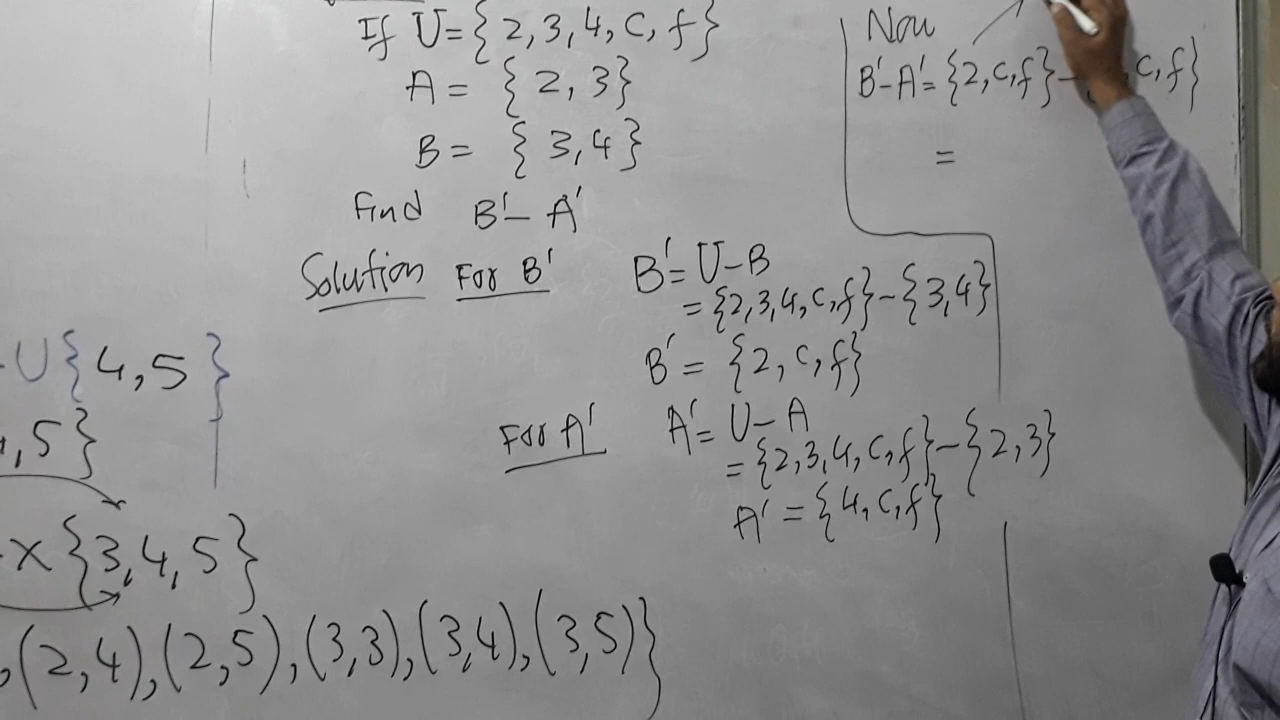 If U = {2, 3, 4, c, f}
A = {2, 3}
B = {3, 4}
Find B' - A'
Solution For B' B' = U - B
= {2, 3, 4, c, f} - {3, 4}
B' = {2, c, f}
For A' A' = U - A
= {2, 3, 4, c, f} - {2, 3}
A' = {4, c, f}
Now
B' - A' = {2, c, f} - , c, f}
=
U {4, 5}
, 5}
X {3, 4, 5}
, (2, 4), (2, 5), (3, 3), (3, 4), (3, 5)}